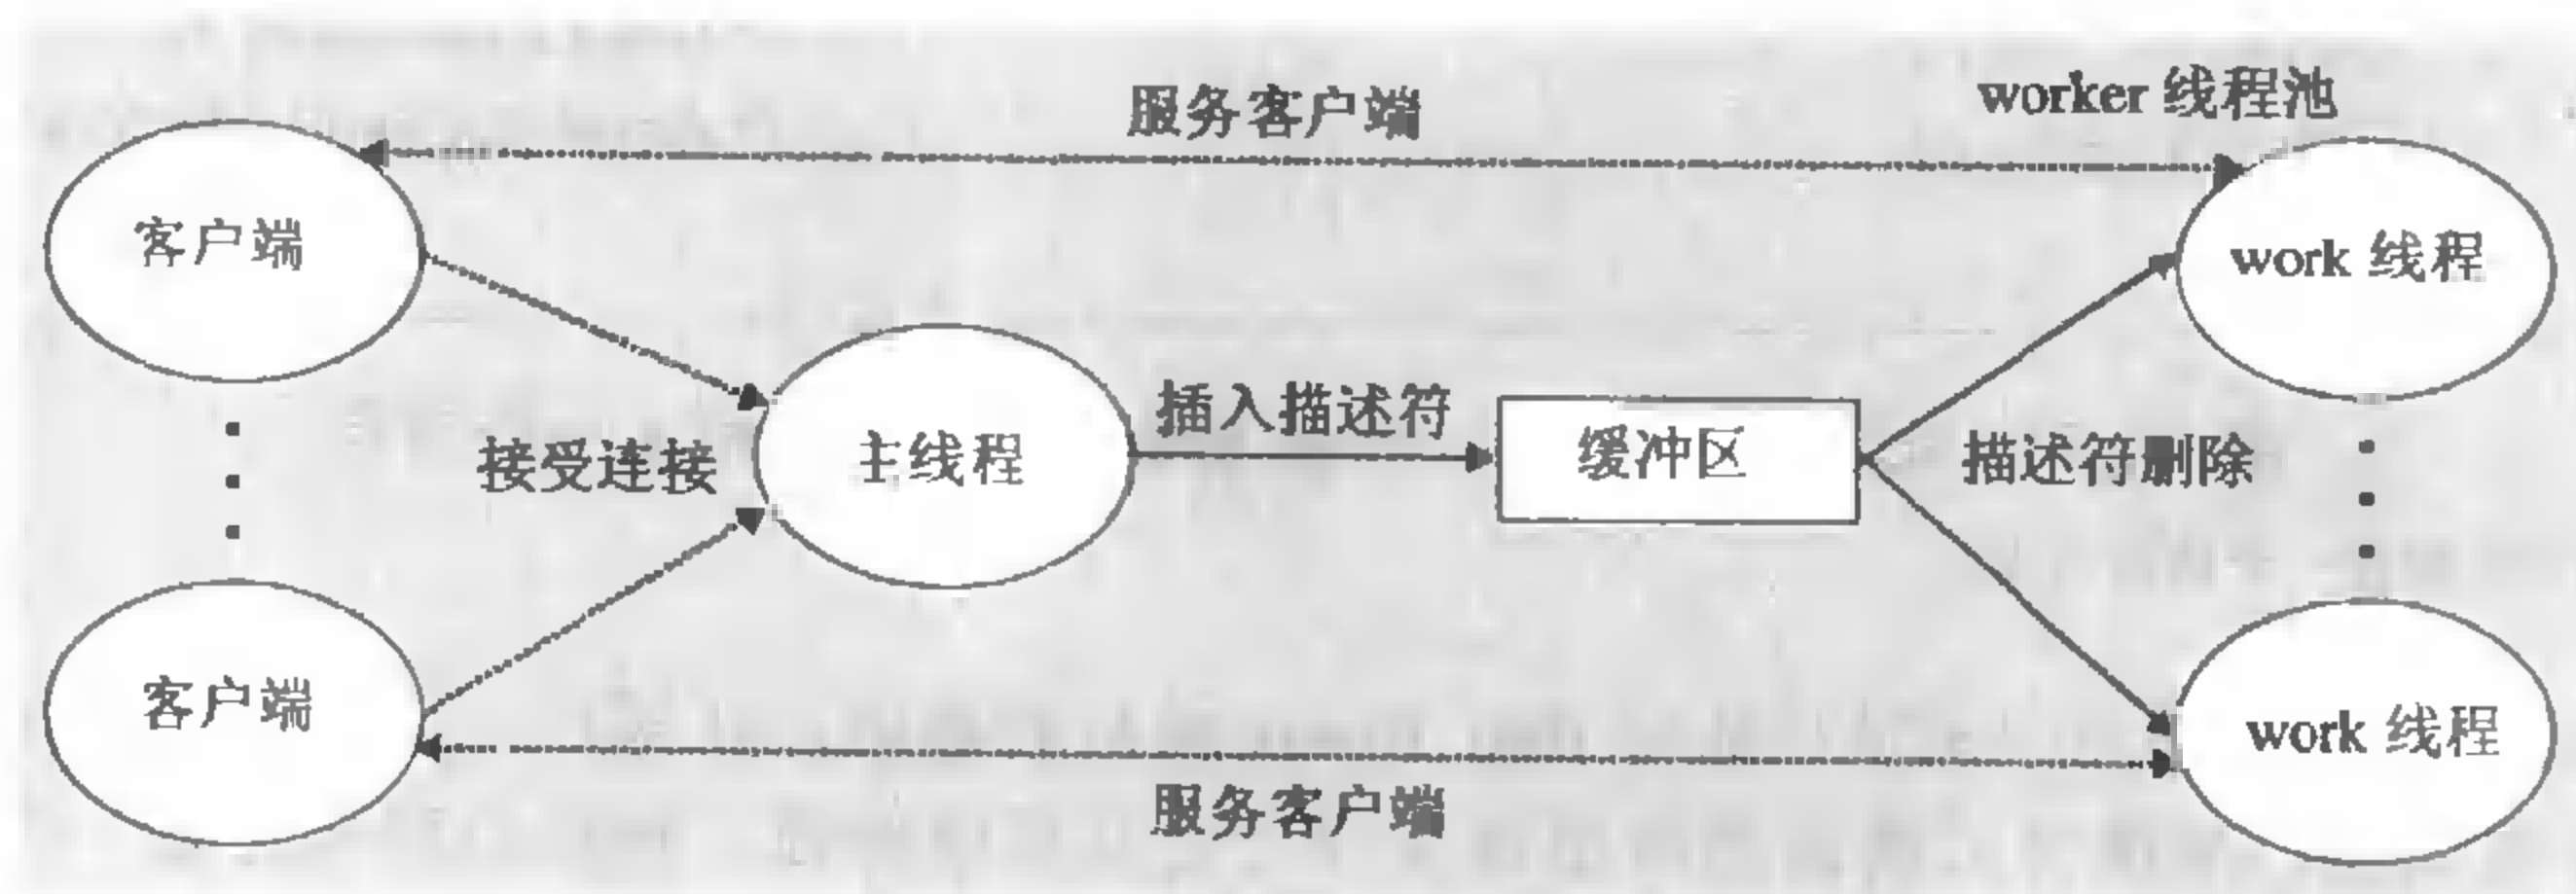 服务客户端
worker 线程池
客户端
work 线程
接受连接
主线程
插入描述符
缓冲区
描述符删除
客户端
work 线程
服务客户端